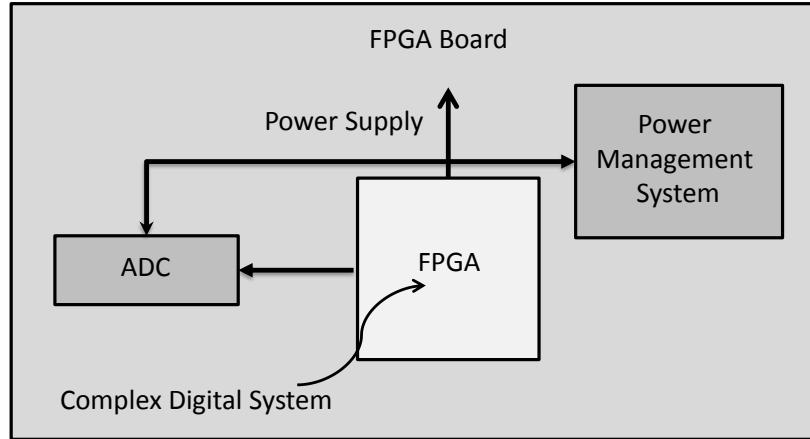 FPGA Board
Power Supply
Power
Management
System
ADC
FPGA
Complex Digital System